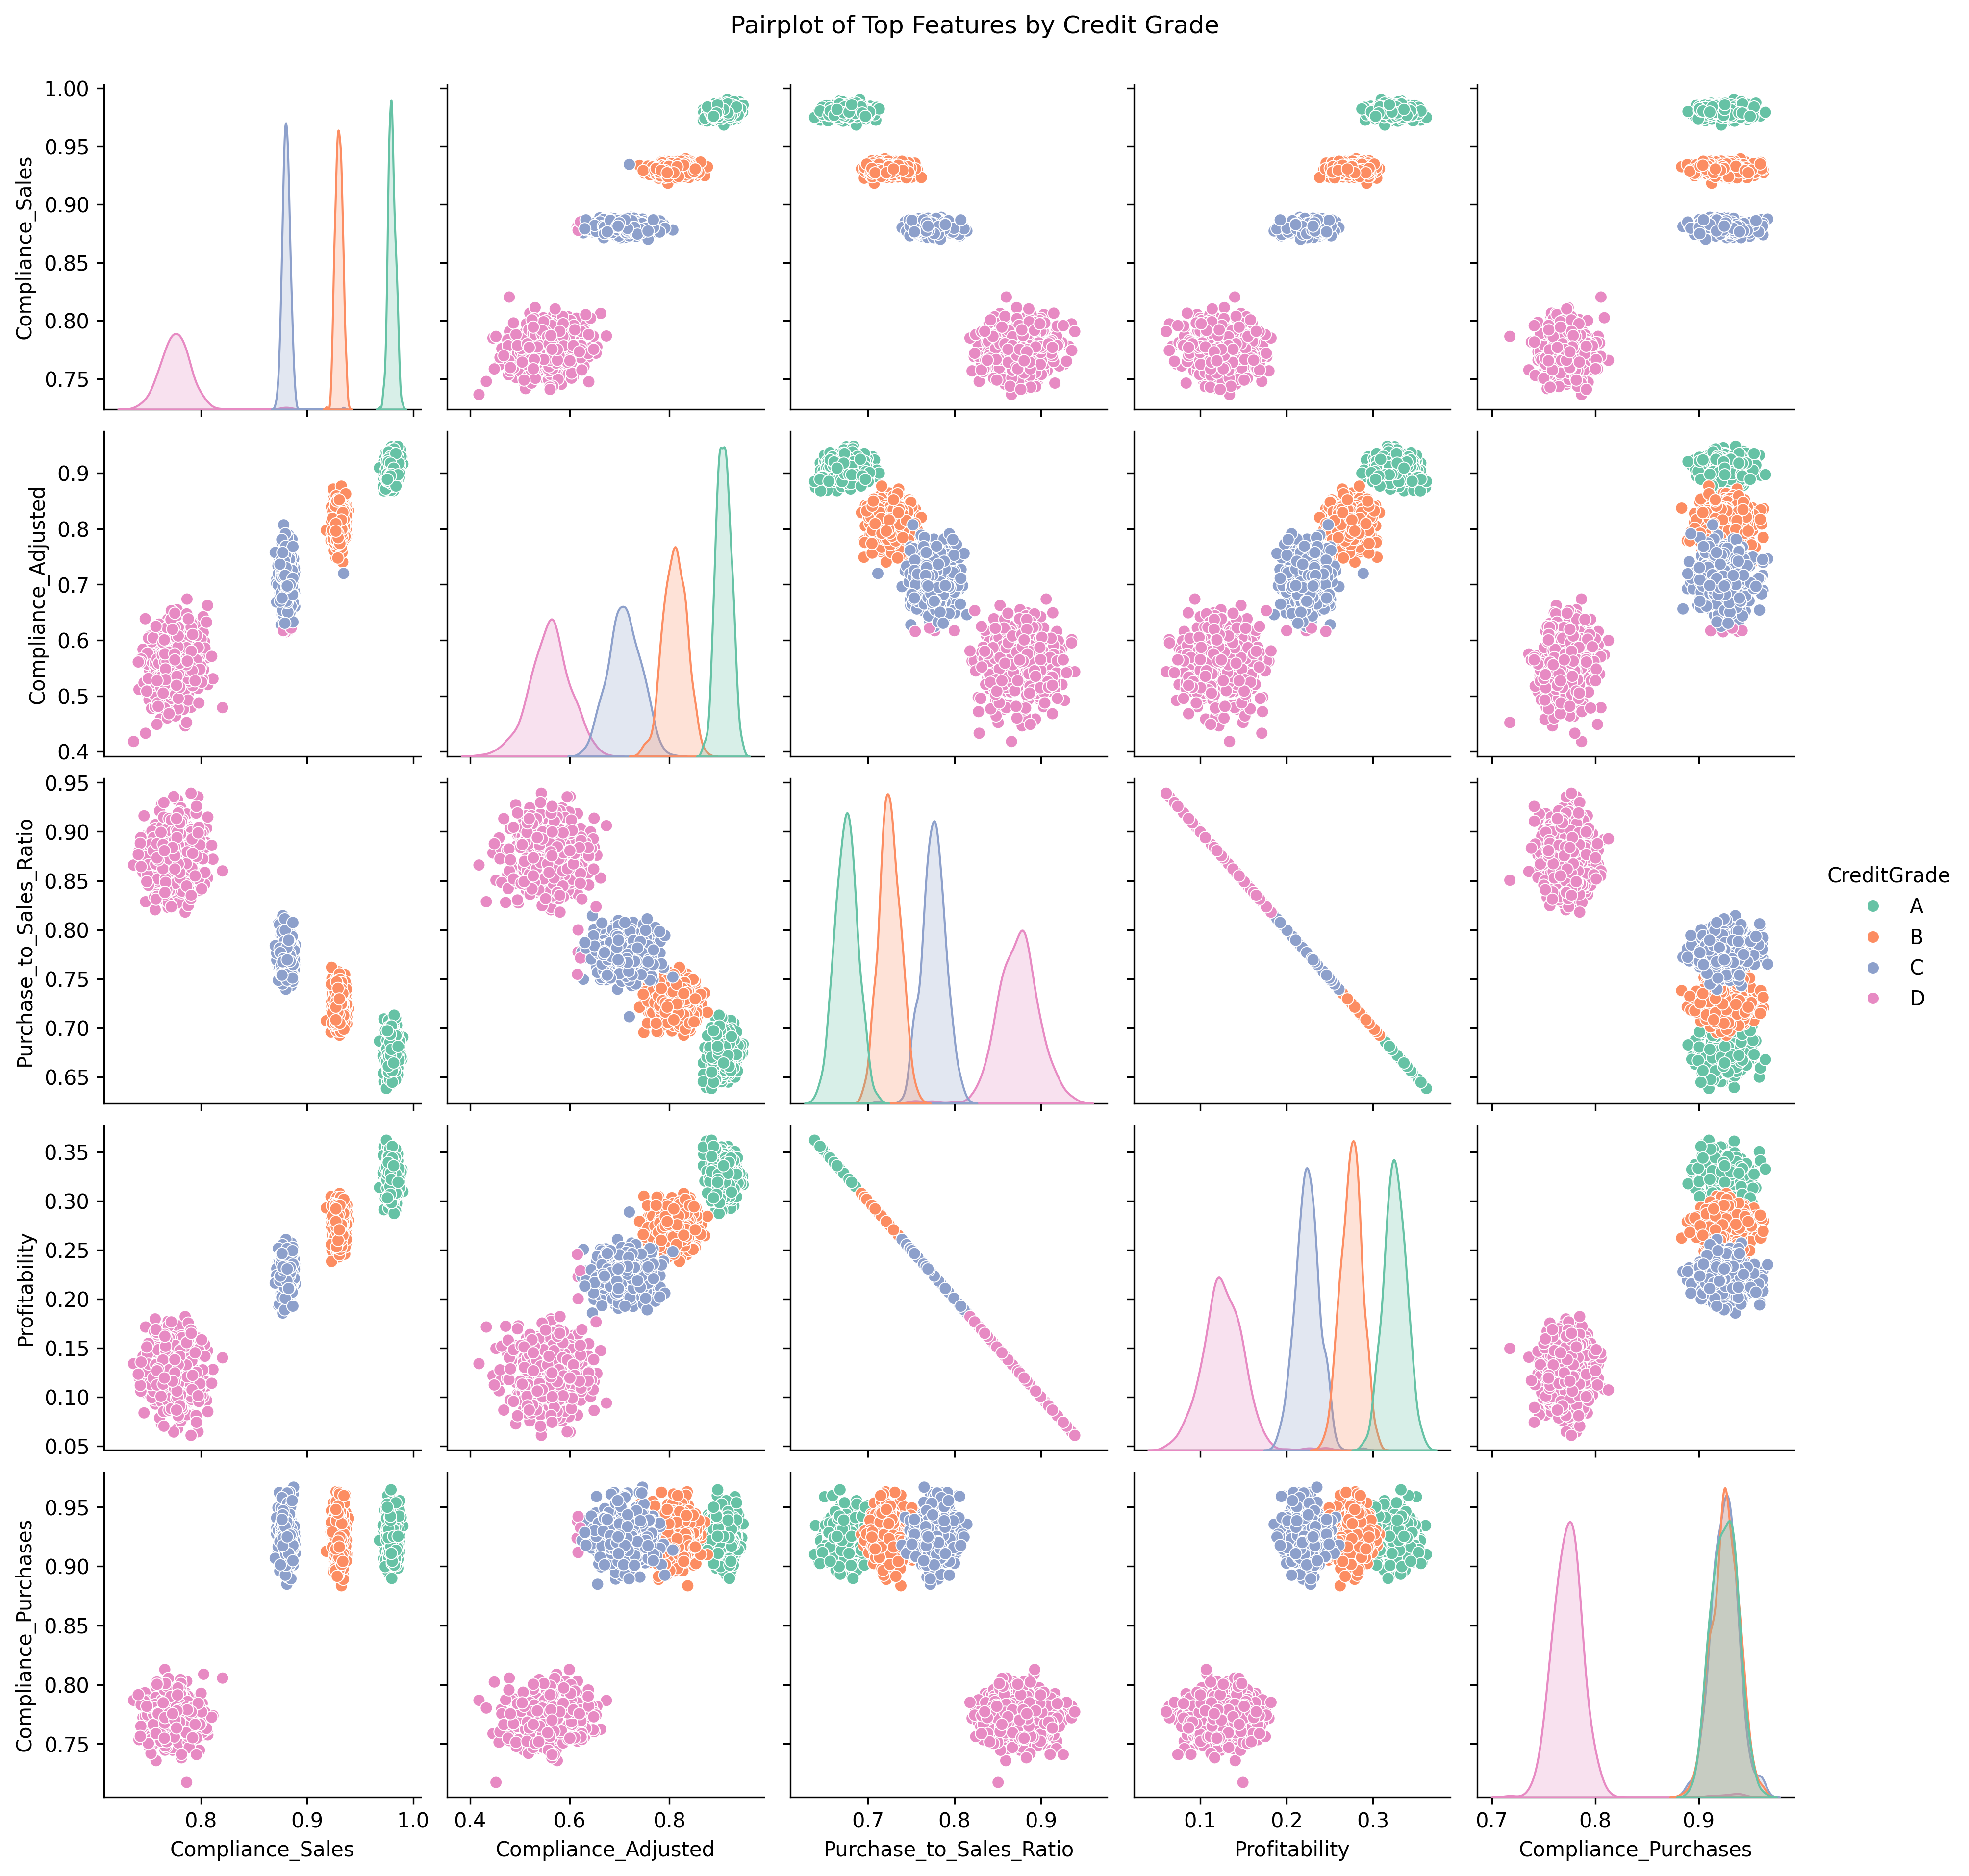 Pairplot of Top Features by Credit Grade
Compliance_Sales
1.00
0.95
0.90
0.85
0.80
0.75
Compliance_Adjusted
0.9
0.8
0.7
0.6
0.5
0.4
Purchase_to_Sales_Ratio
0.95
0.90
0.85
0.80
0.75
0.70
0.65
CreditGrade
A
B
C
D
Profitability
0.35
0.30
0.25
0.20
0.15
0.10
0.05
Compliance_Purchases
0.95
0.90
0.85
0.80
0.75
0.8 0.9 1.0
Compliance_Sales
0.4 0.6 0.8
Compliance_Adjusted
0.7 0.8 0.9
Purchase_to_Sales_Ratio
0.1 0.2 0.3
Profitability
0.7 0.8 0.9
Compliance_Purchases